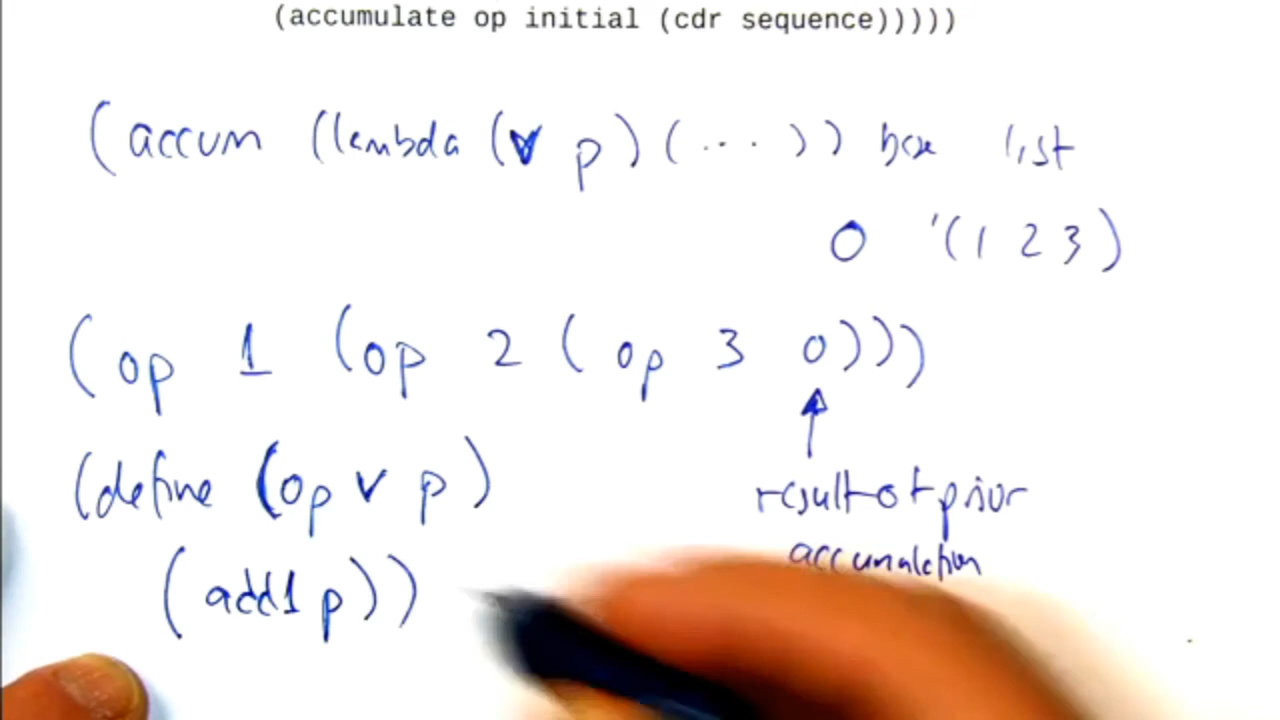 (accumulate op initial (cdr sequence)))))
(accum (lambda (v p) (...)) base list
0 '(1 2 3)
(op 1 (op 2 (op 3 0)))
(define (op v p)
(add1 p))
result of prior
accumulation